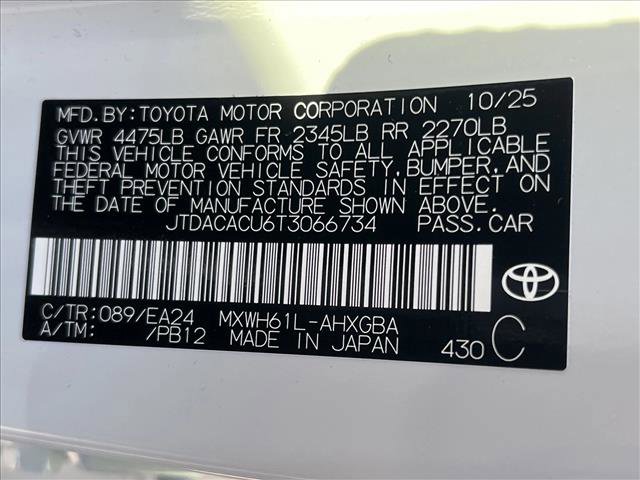 MFD.BY:TOYOTA MOTOR CORPORATION 10/25
GVWR 4475LB GAWR FR 2345LB RR 2270LB
THIS VEHICLE CONFORMS TO ALL APPLICABLE
FEDERAL MOTOR VEHICLE SAFETY,BUMPER,AND
THEFT PREVENTION STANDARDS IN EFFECT ON
THE DATE OF MANUFACTURE SHOWN ABOVE.
JTDACACU6T3066734 PASS.CAR
C/TR:089/EA24 MXWH61L-AHXGBA
A/TM: /PB12 MADE IN JAPAN 430 C